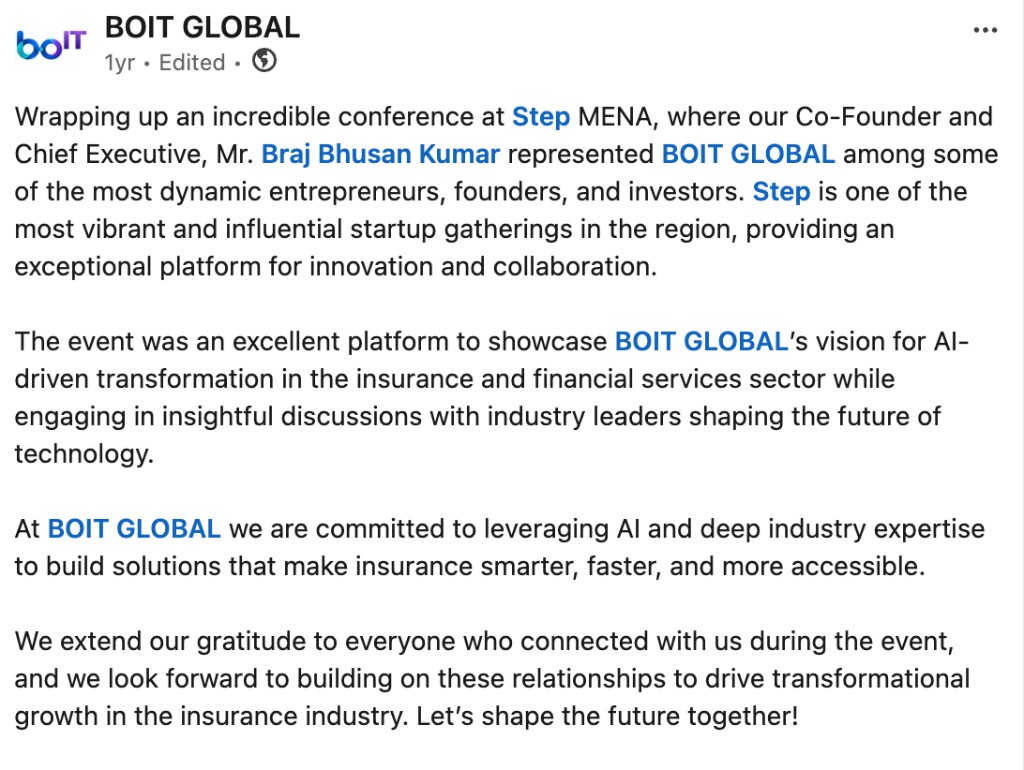 boIT
BOIT GLOBAL
1yr • Edited •
Wrapping up an incredible conference at Step MENA, where our Co-Founder and
Chief Executive, Mr. Braj Bhusan Kumar represented BOIT GLOBAL among some
of the most dynamic entrepreneurs, founders, and investors. Step is one of the
most vibrant and influential startup gatherings in the region, providing an
exceptional platform for innovation and collaboration.
The event was an excellent platform to showcase BOIT GLOBAL’s vision for AI-
driven transformation in the insurance and financial services sector while
engaging in insightful discussions with industry leaders shaping the future of
technology.
At BOIT GLOBAL we are committed to leveraging AI and deep industry expertise
to build solutions that make insurance smarter, faster, and more accessible.
We extend our gratitude to everyone who connected with us during the event,
and we look forward to building on these relationships to drive transformational
growth in the insurance industry. Let’s shape the future together!